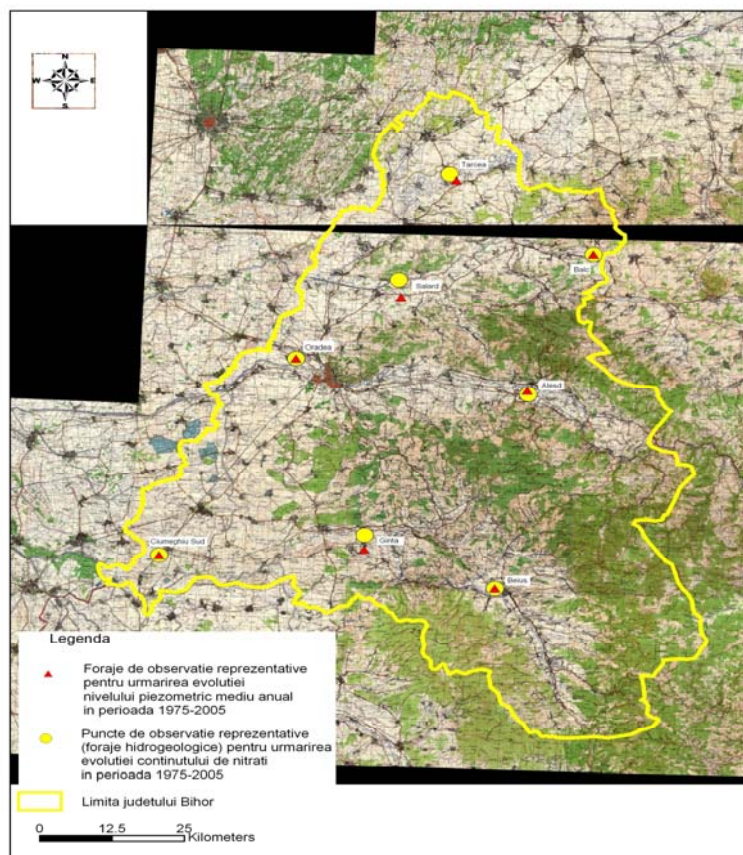 N
W E
S
Tarcea
Balc
Salard
Oradea
Alesd
Ciumeghiu Sud
Ginta
Beius
Legenda
Foraje de observatie reprezentative
pentru urmarirea evolutiei
nivelului piezometric mediu anual
in perioada 1975-2005
Puncte de observatie reprezentative
(foraje hidrogeologice) pentru urmarirea
evolutiei continutului de nitrati
in perioada 1975-2005
Limita judetului Bihor
0 12.5 25
Kilometers